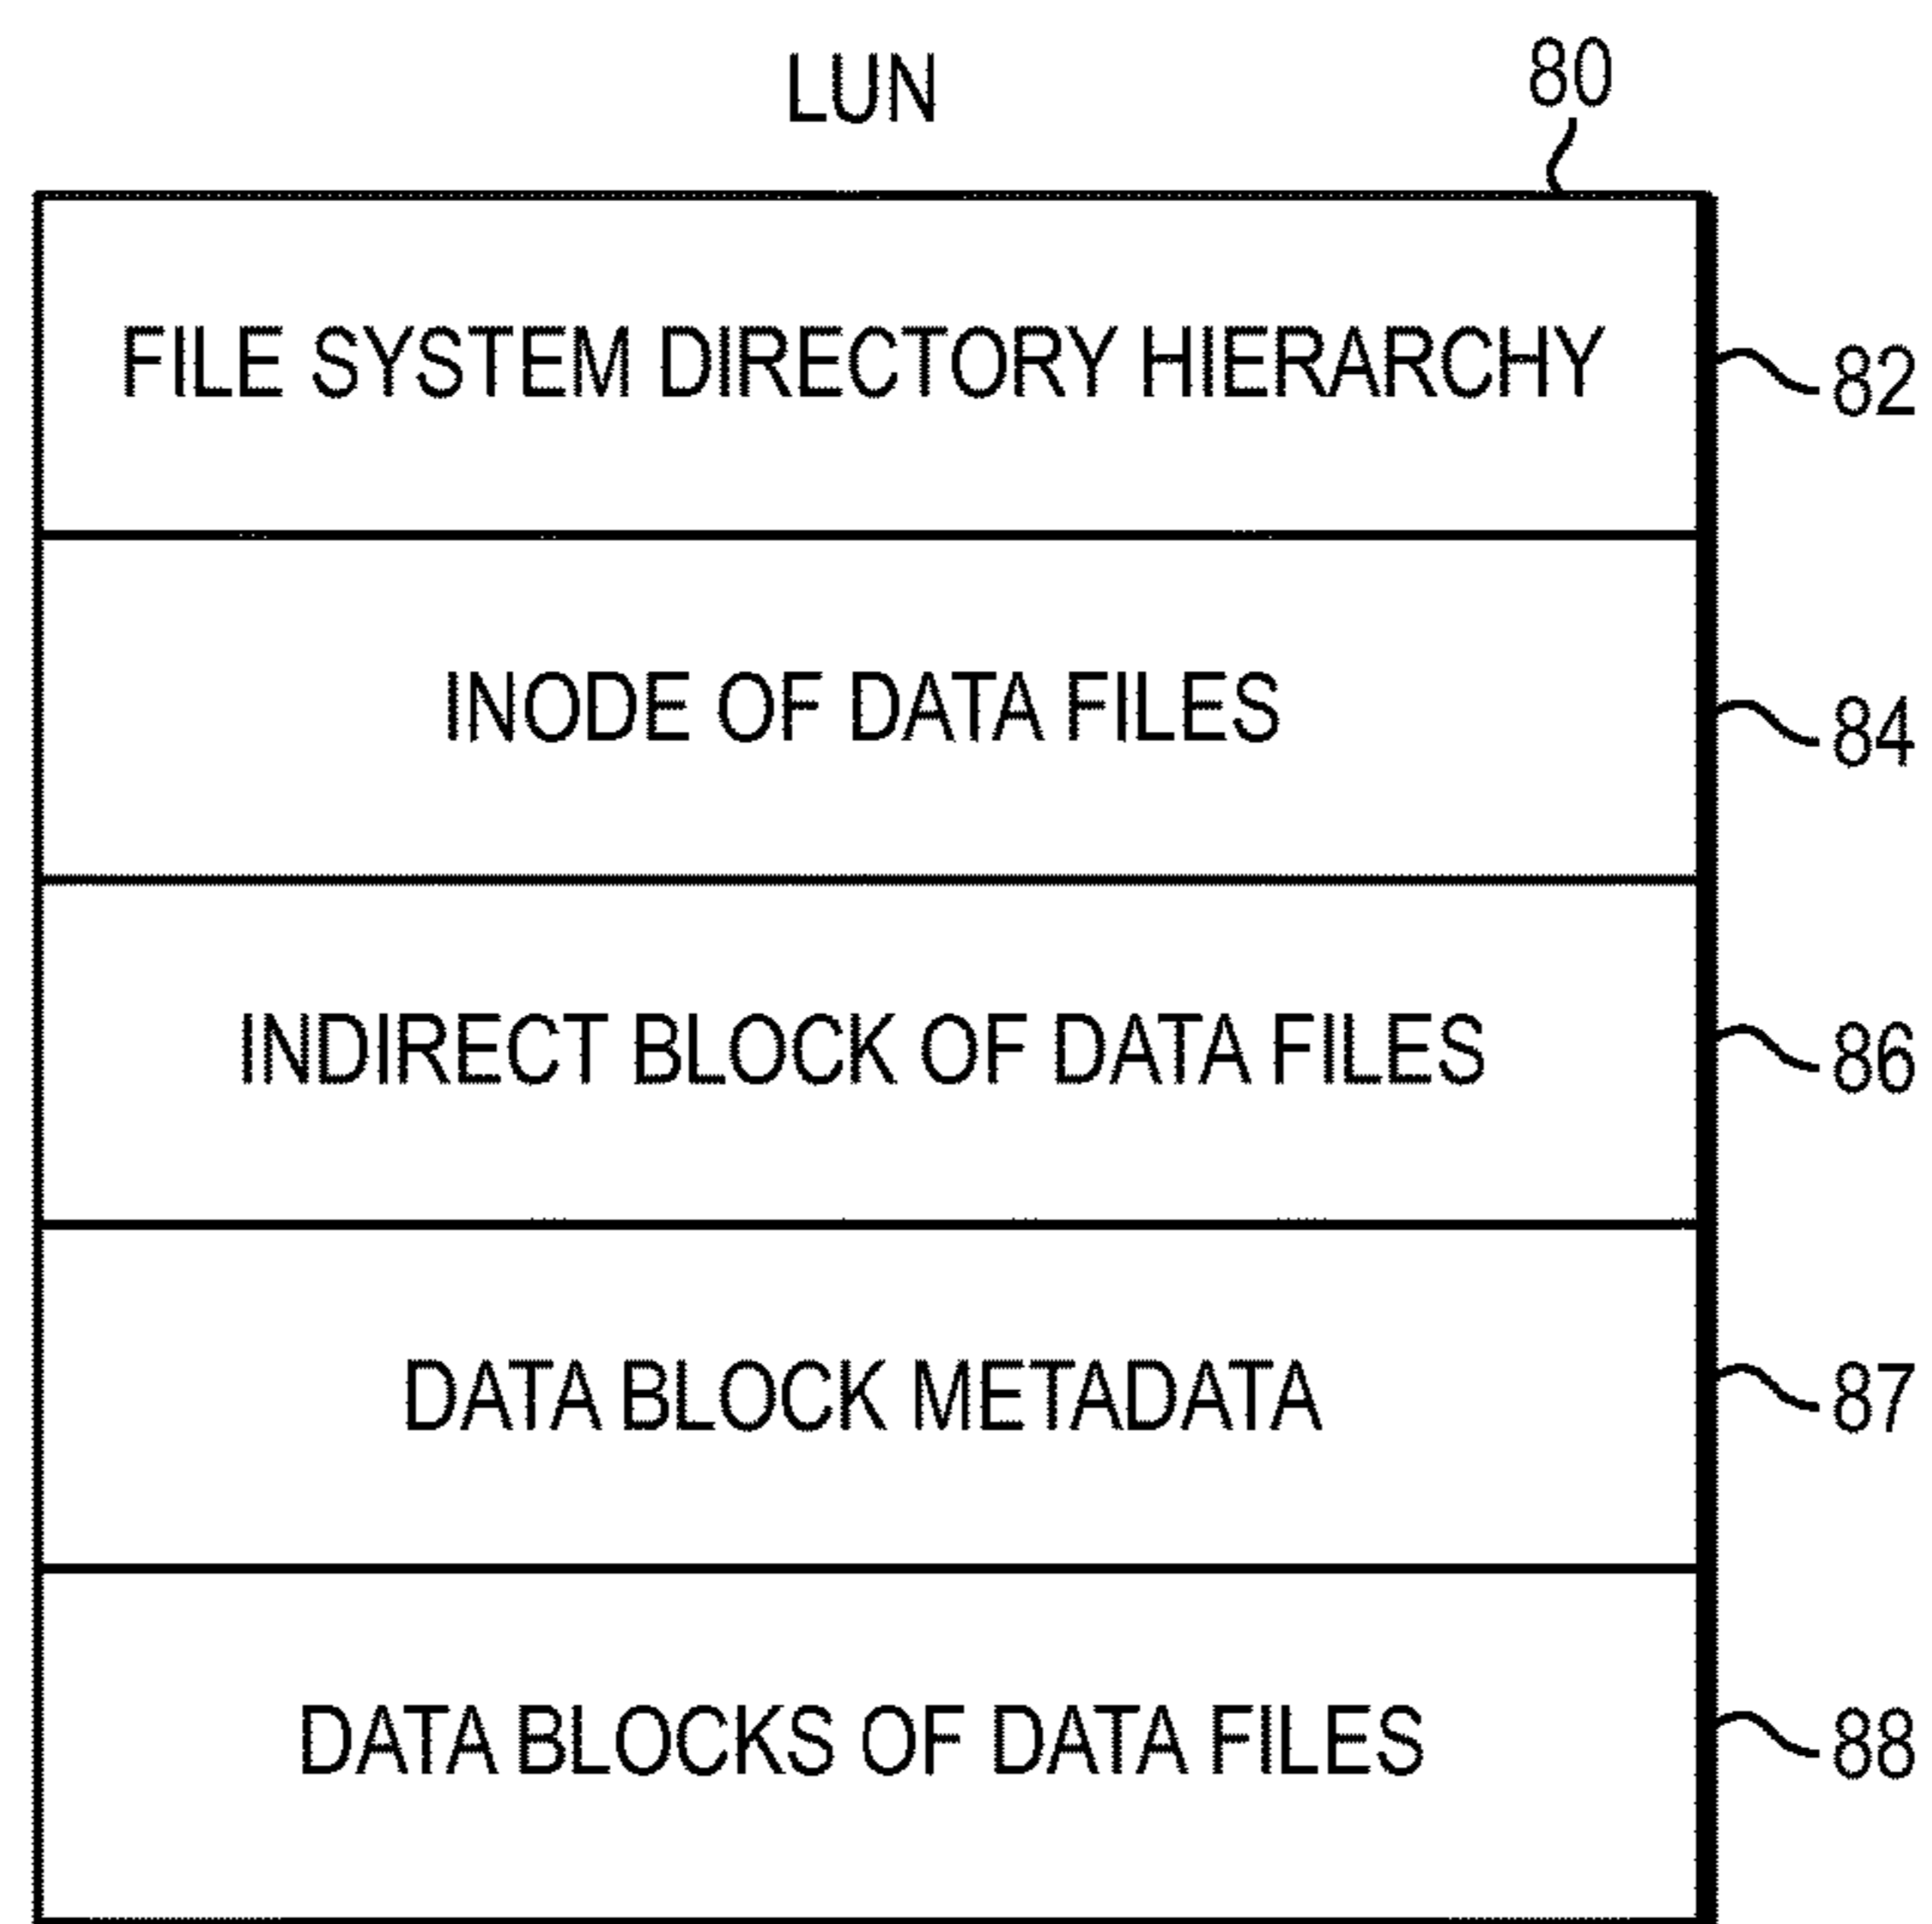 LUN
80
FILE SYSTEM DIRECTORY HIERARCHY
82
INODE OF DATA FILES
84
INDIRECT BLOCK OF DATA FILES
86
DATA BLOCK METADATA
87
DATA BLOCKS OF DATA FILES
88